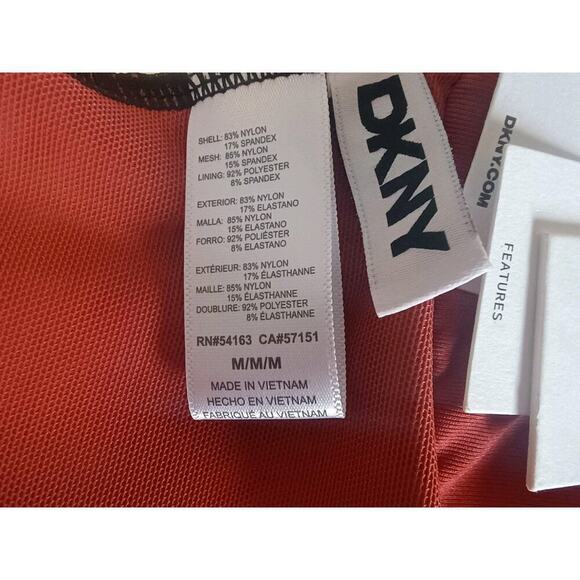 SHELL: 83% NYLON
17% SPANDEX
MESH: 85% NYLON
15% SPANDEX
LINING: 92% POLYESTER
8% SPANDEX
EXTERIOR: 83% NYLON
17% ELASTANO
MALLA: 85% NYLON
15% ELASTANO
FORRO: 92% POLIÉSTER
8% ELASTANO
EXTÉRIEUR: 83% NYLON
17% ÉLASTHANNE
MAILLE: 85% NYLON
15% ÉLASTHANNE
DOUBLURE: 92% POLYESTER
8% ÉLASTHANNE
RN#54163 CA#57151
M/M/M
MADE IN VIETNAM
HECHO EN VIETNAM
FABRIQUÉ AU VIETNAM
DKNY
DKNY.COM
FEATURES